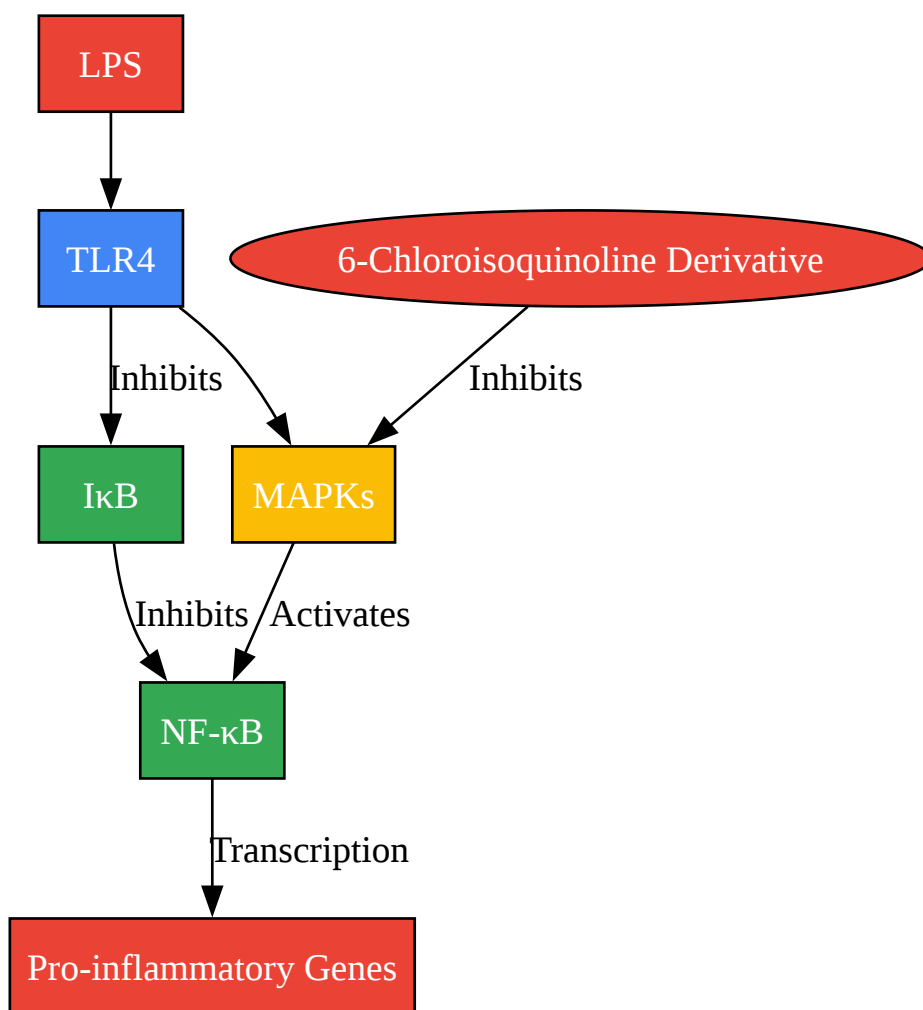 LPS
TLR4
6-Chloroisoquinoline Derivative
Inhibits
Inhibits
IκB
MAPKs
Inhibits
Activates
NF-κB
Transcription
Pro-inflammatory Genes